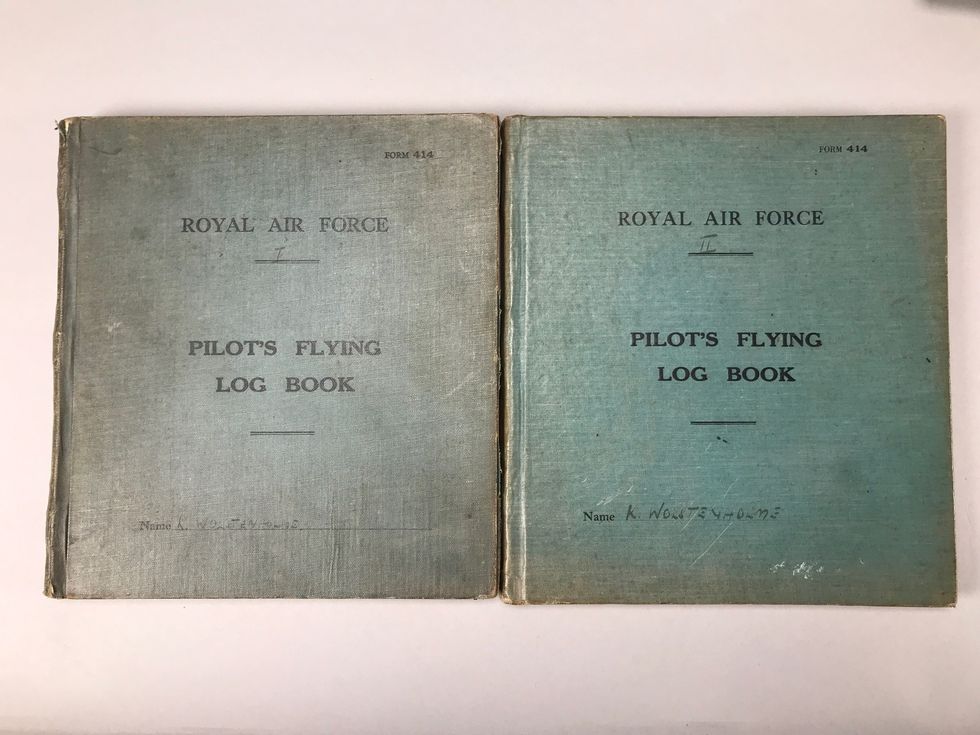 FORM 414
ROYAL AIR FORCE
I
PILOT'S FLYING
LOG BOOK
Name K. WOLSTENHOLME
FORM 414
ROYAL AIR FORCE
II
PILOT'S FLYING
LOG BOOK
Name K. WOLSTENHOLME